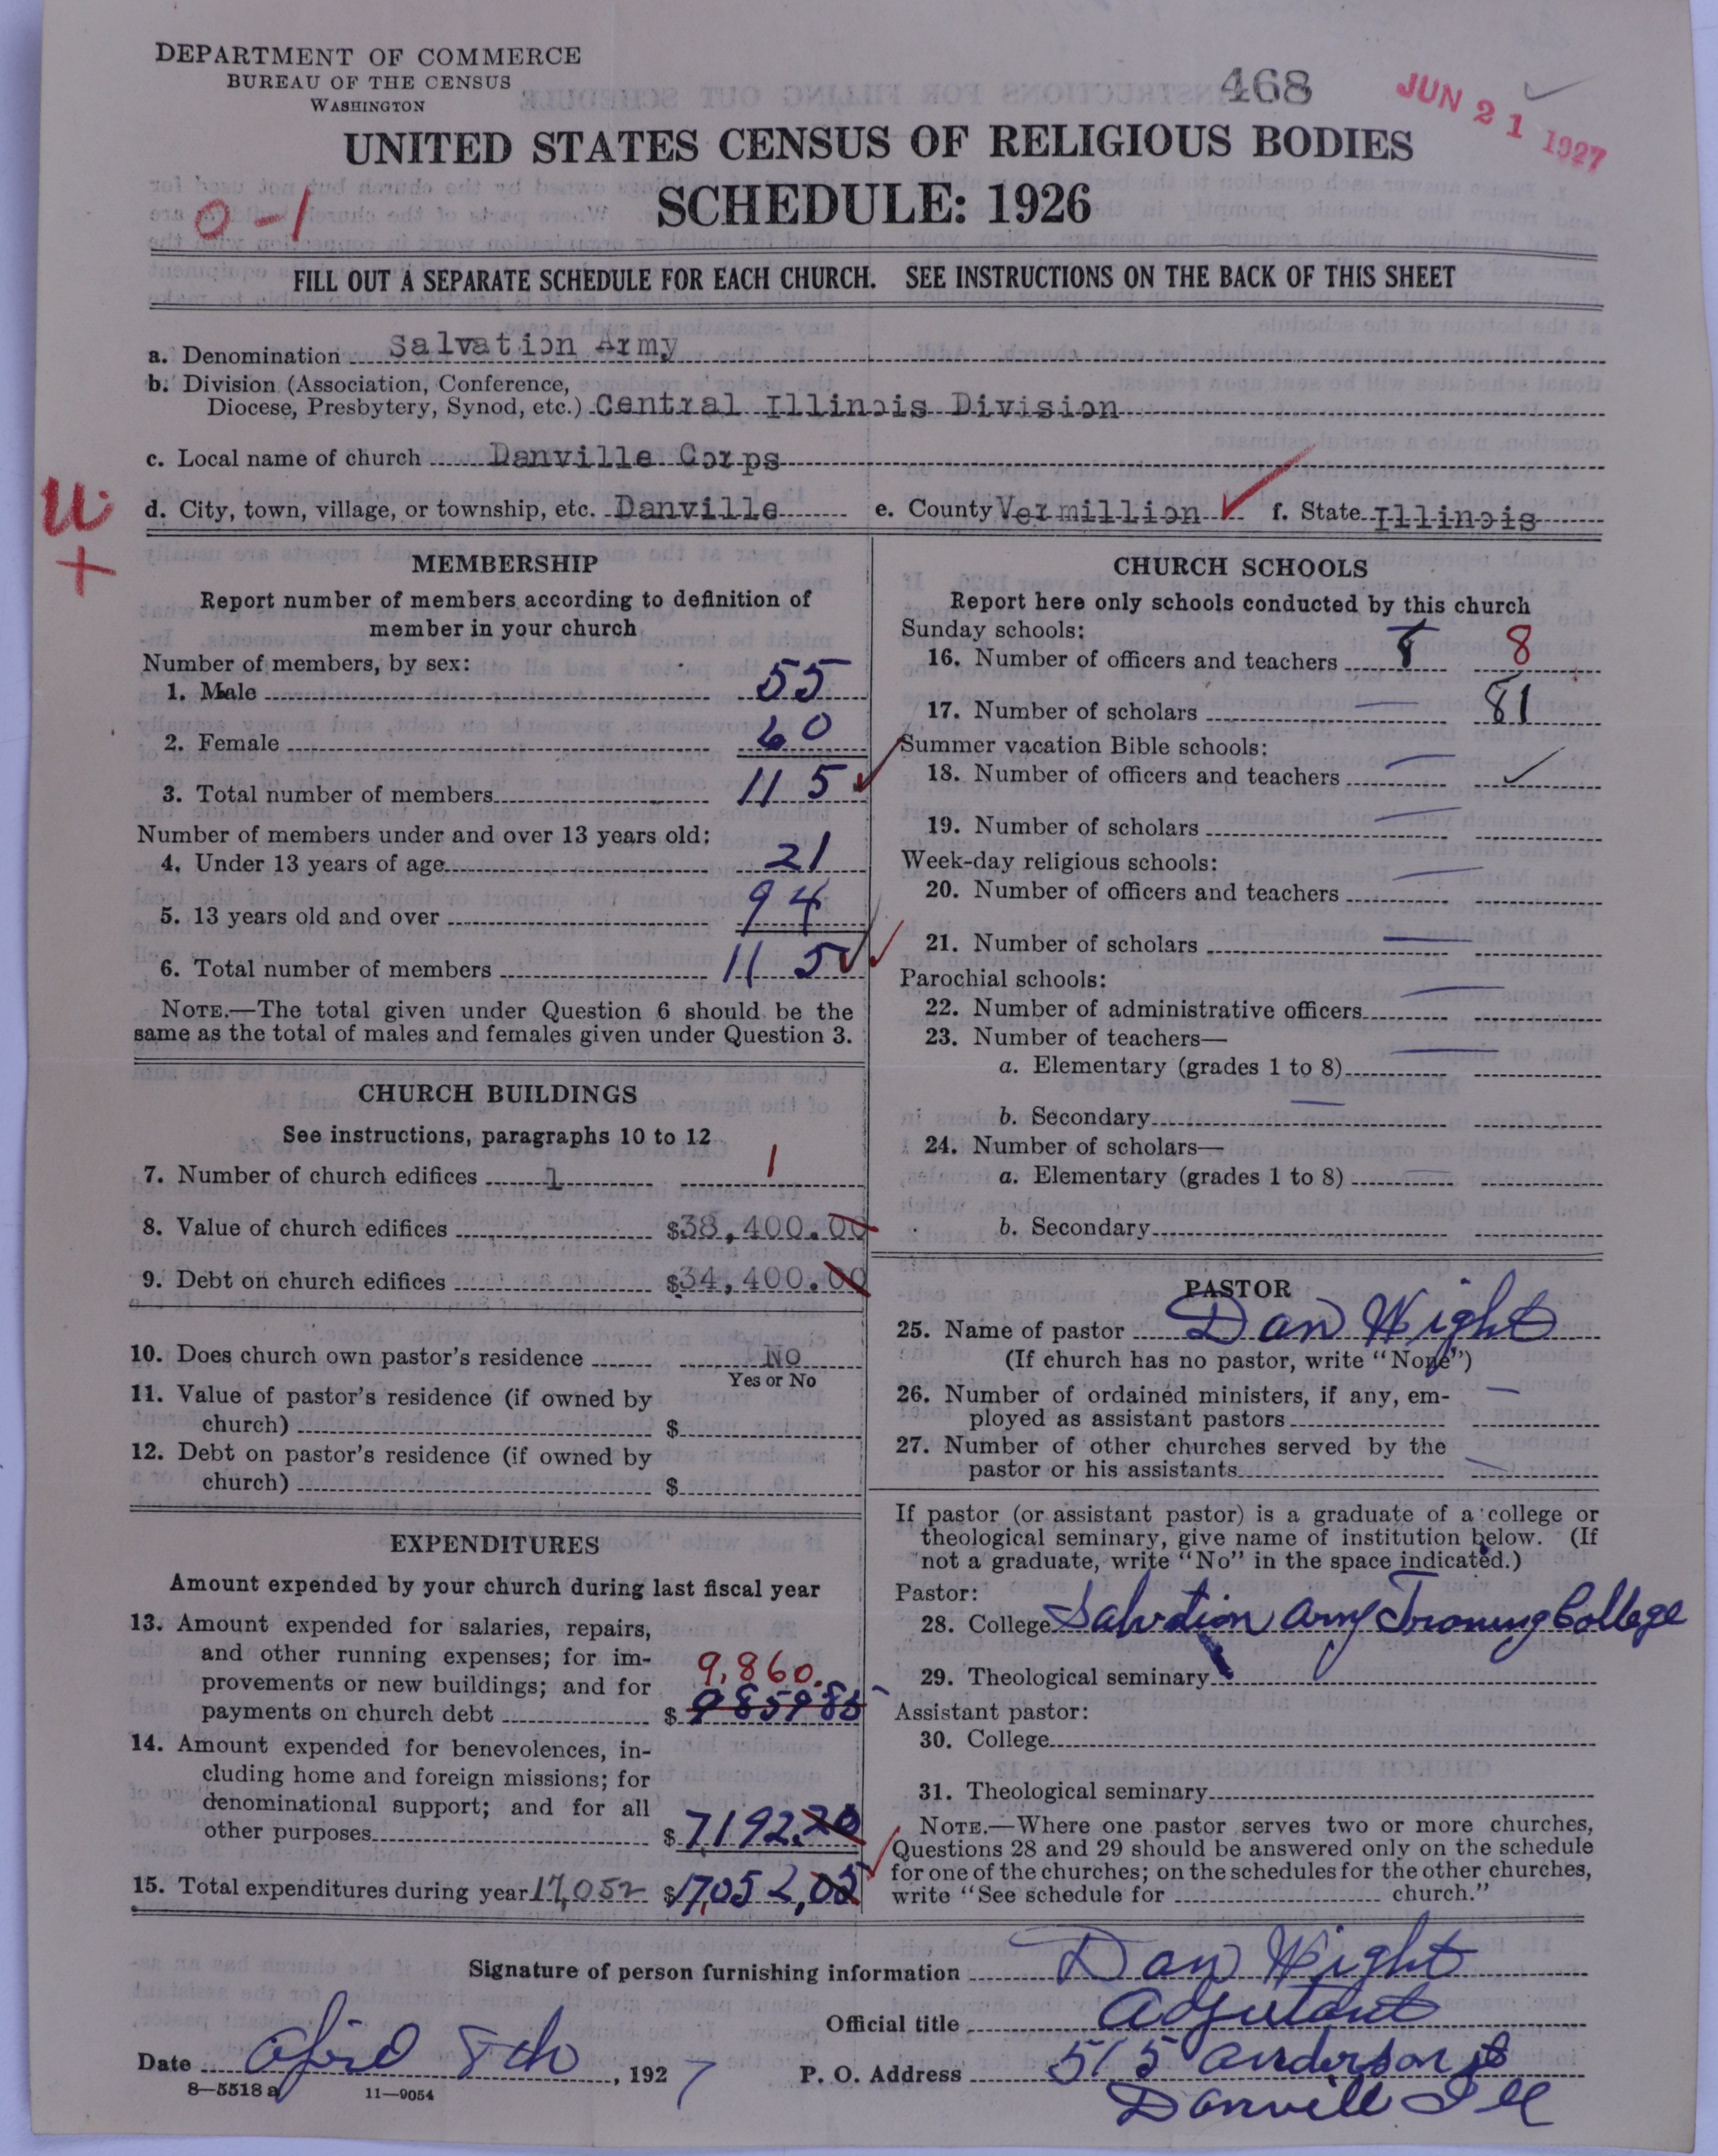 DEPARTMENT OF COMMERCE
BUREAU OF THE CENSUS
WASHINGTON
468
JUN 21 1927
UNITED STATES CENSUS OF RELIGIOUS BODIES
SCHEDULE: 1926
0-1
FILL OUT A SEPARATE SCHEDULE FOR EACH CHURCH. SEE INSTRUCTIONS ON THE BACK OF THIS SHEET
a. Denomination Salvation Army
b. Division (Association, Conference,
Diocese, Presbytery, Synod, etc.) Central Illinois Division
c. Local name of church Danville Corps
d. City, town, village, or township, etc. Danville e. County Vermillion f. State Illinois
MEMBERSHIP
Report number of members according to definition of
member in your church
Number of members, by sex:
1. Male 55
2. Female 60
3. Total number of members 115
Number of members under and over 13 years old:
4. Under 13 years of age 21
5. 13 years old and over 94
6. Total number of members 115
NOTE.—The total given under Question 6 should be the
same as the total of males and females given under Question 3.
CHURCH BUILDINGS
See instructions, paragraphs 10 to 12
7. Number of church edifices 1 1
8. Value of church edifices $38,400.00
9. Debt on church edifices $34,400.00
10. Does church own pastor's residence NO
Yes or No
11. Value of pastor's residence (if owned by
church) $
12. Debt on pastor's residence (if owned by
church) $
EXPENDITURES
Amount expended by your church during last fiscal year
13. Amount expended for salaries, repairs,
and other running expenses; for im-
provements or new buildings; and for
payments on church debt $ 9,860. 985985
14. Amount expended for benevolences, in-
cluding home and foreign missions; for
denominational support; and for all
other purposes $7192.20
15. Total expenditures during year 17,052 $17,052,05
CHURCH SCHOOLS
Report here only schools conducted by this church
Sunday schools:
16. Number of officers and teachers 8 8
17. Number of scholars 81
Summer vacation Bible schools:
18. Number of officers and teachers
19. Number of scholars
Week-day religious schools:
20. Number of officers and teachers
21. Number of scholars
Parochial schools:
22. Number of administrative officers
23. Number of teachers—
a. Elementary (grades 1 to 8)
b. Secondary
24. Number of scholars—
a. Elementary (grades 1 to 8)
b. Secondary
PASTOR
25. Name of pastor Dan Wight
(If church has no pastor, write "None")
26. Number of ordained ministers, if any, em-
ployed as assistant pastors
27. Number of other churches served by the
pastor or his assistants
If pastor (or assistant pastor) is a graduate of a college or
theological seminary, give name of institution below. (If
not a graduate, write "No" in the space indicated.)
Pastor:
28. College Salvation Army Training College
29. Theological seminary
Assistant pastor:
30. College
31. Theological seminary
NOTE.—Where one pastor serves two or more churches,
Questions 28 and 29 should be answered only on the schedule
for one of the churches; on the schedules for the other churches,
write "See schedule for church."
Signature of person furnishing information Dan Wight
Official title Adjutant
Date April 8th, 1927 P. O. Address 515 Anderson st
Danvill Ill
8—5518a 11—9054